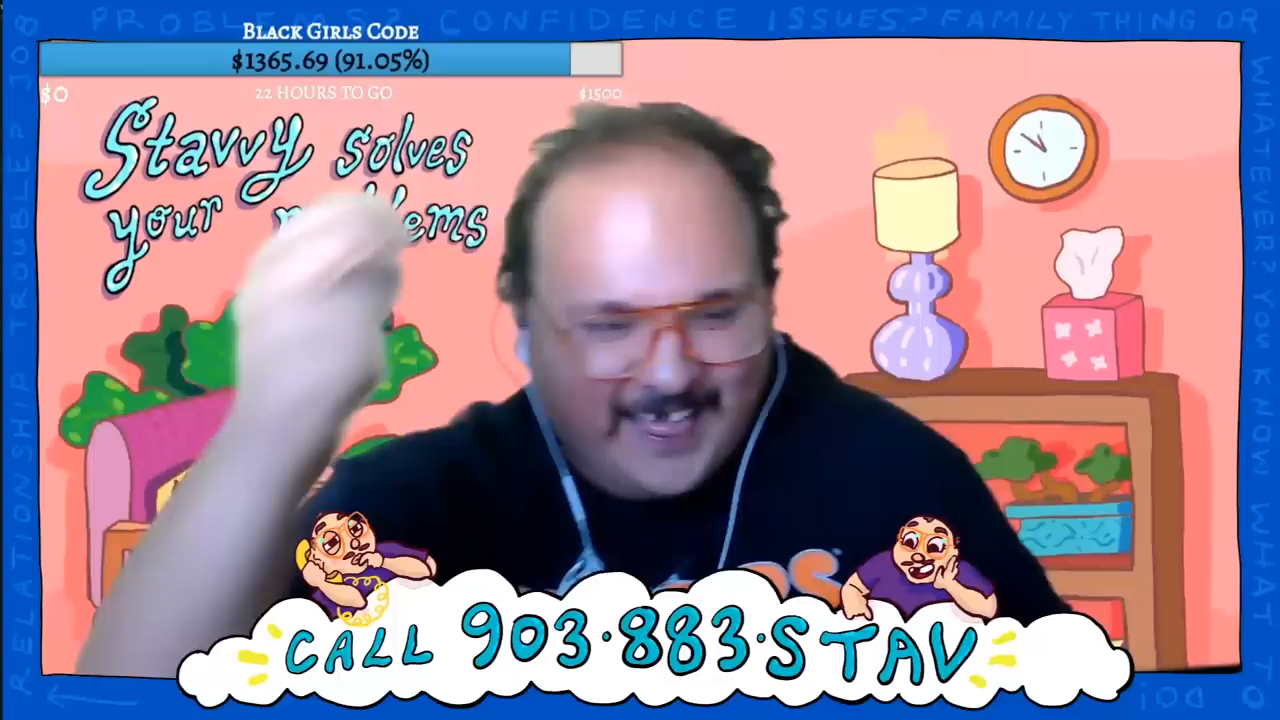 PROBLEMS? CONFIDENCE ISSUES? FAMILY THING OR
WHATEVER? YOU KNOW WHAT TO
DO!
RELATIONSHIP TROUBLE? JOB
BLACK GIRLS CODE
$1365.69 (91.05%)
$0
22 HOURS TO GO
$1500
Stavvy solves
your
CALL 903·883·STAV